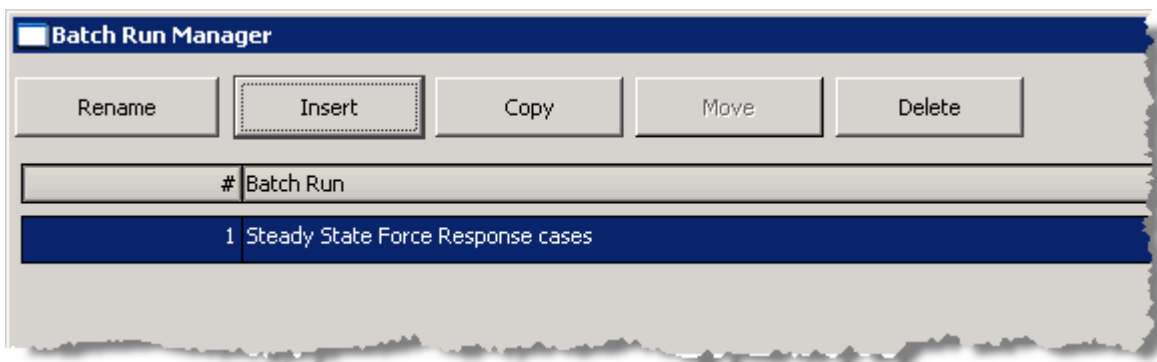 Batch Run Manager
Rename Insert Copy Move Delete
# Batch Run
1 Steady State Force Response cases